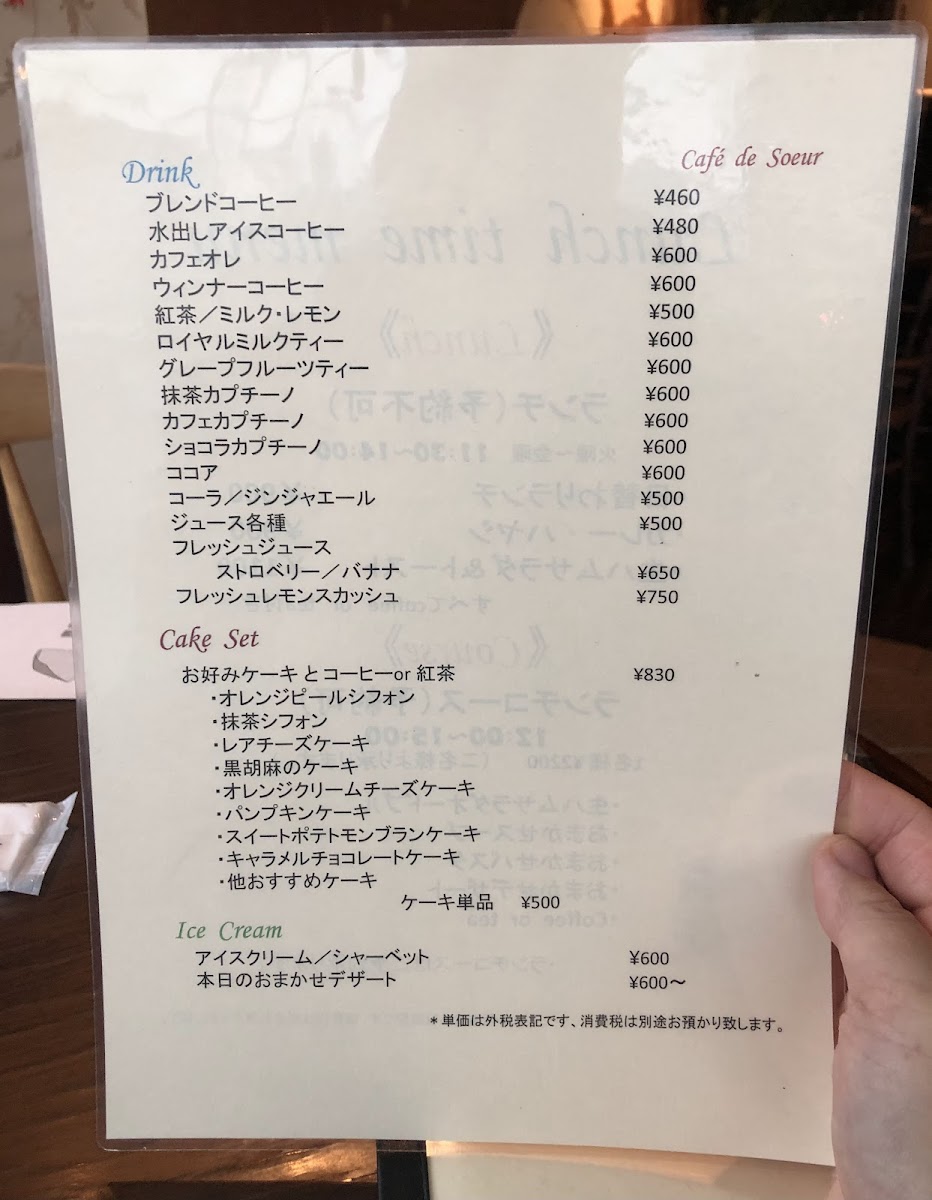 Café de Soeur
Drink
ブレンドコーヒー ¥460
水出しアイスコーヒー ¥480
カフェオレ ¥600
ウィンナーコーヒー ¥600
紅茶／ミルク・レモン ¥500
ロイヤルミルクティー ¥600
グレープフルーツティー ¥600
抹茶カプチーノ ¥600
カフェカプチーノ ¥600
ショコラカプチーノ ¥600
ココア ¥600
コーラ／ジンジャエール ¥500
ジュース各種 ¥500
フレッシュジュース
ストロベリー／バナナ ¥650
フレッシュレモンスカッシュ ¥750
Cake Set
お好みケーキ とコーヒーor 紅茶 ¥830
・オレンジピールシフォン
・抹茶シフォン
・レアチーズケーキ
・黒胡麻のケーキ
・オレンジクリームチーズケーキ
・パンプキンケーキ
・スイートポテトモンブランケーキ
・キャラメルチョコレートケーキ
・他おすすめケーキ
ケーキ単品 ¥500
Ice Cream
アイスクリーム／シャーベット ¥600
本日のおまかせデザート ¥600～
＊単価は外税表記です、消費税は別途お預かり致します。